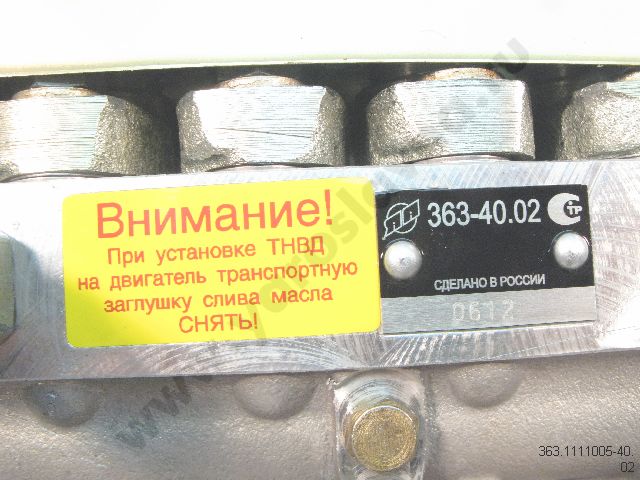 Внимание!
При установке ТНВД
на двигатель транспортную
заглушку слива масла
СНЯТЬ!
363-40.02
СДЕЛАНО В РОССИИ
0612
363.1111005-40.
02